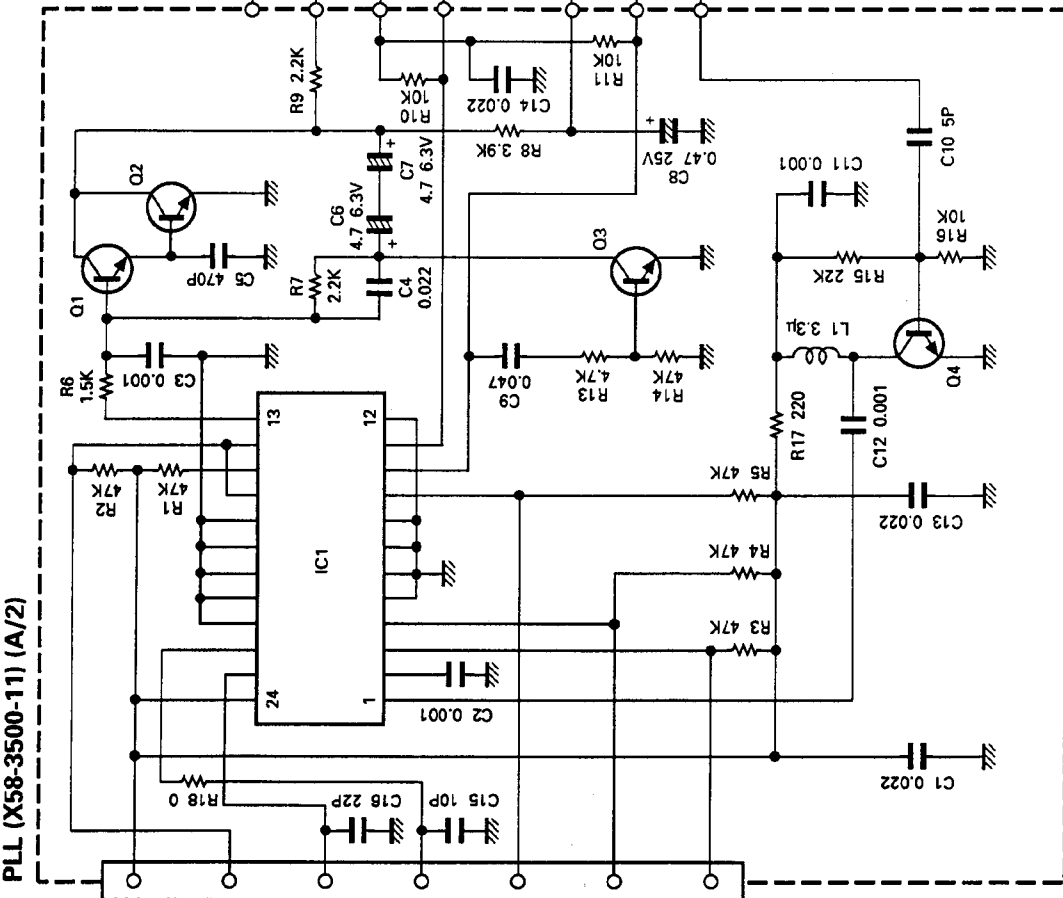 PLL (X58-3500-11) (A/2)
R9 2.2K
R10
10K
C14 0.022
R11
10K
Q2
Q1
C5 470P
R7
2.2K
C6
4.7 6.3V
C7
4.7 6.3V
+
+
C4
0.022
R8 3.9K
+
C8
0.47 25V
Q3
C10 5P
C11 0.001
R16
10K
R15 22K
L1 3.3μ
Q4
R6
1.5K
C3 0.001
C9
0.047
R13
4.7K
R14
47K
R17 220
C12 0.001
R2
47K
R1
47K
13
12
IC1
24
1
R5 47K
C13 0.022
R4 47K
R3 47K
C2 0.001
R18 0
C16 22P
C15 10P
C1 0.022